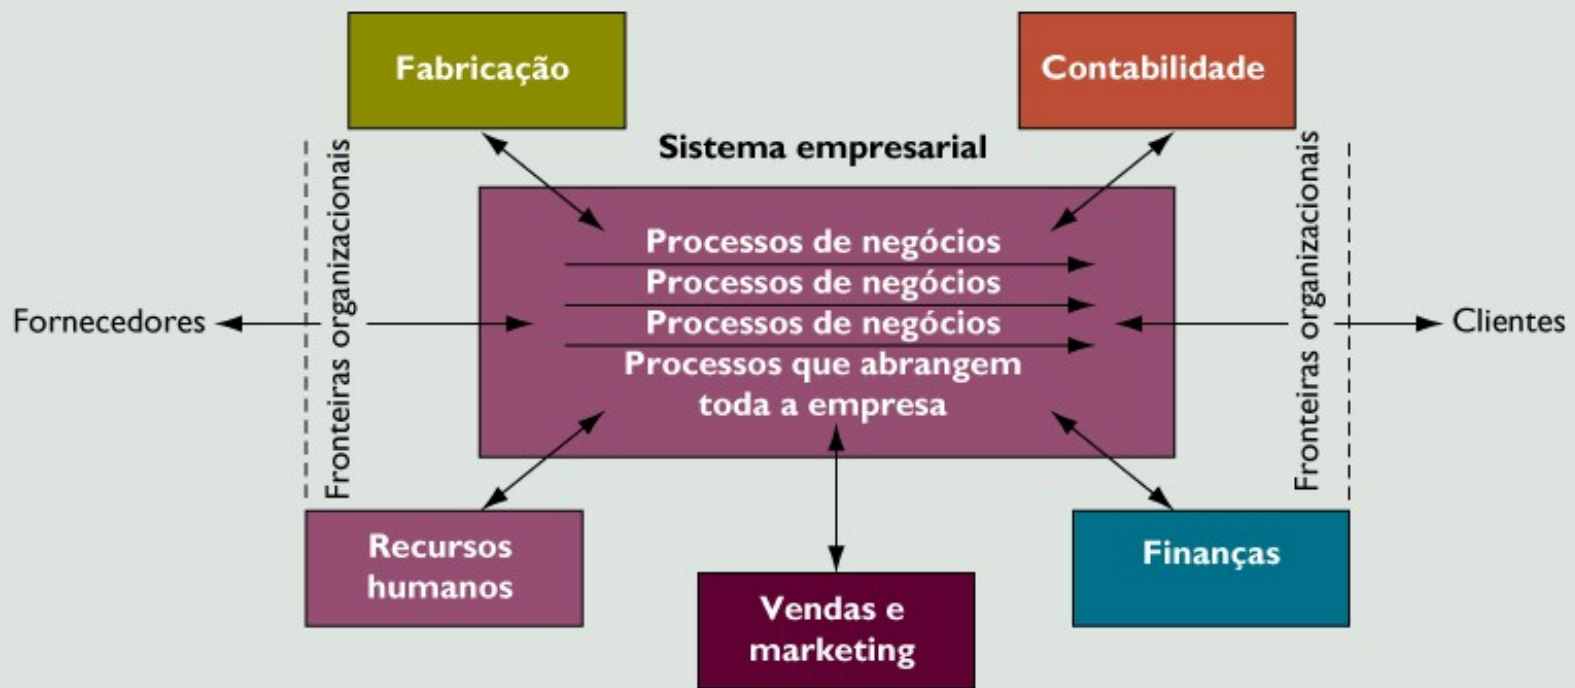 Fabricação
Contabilidade
Sistema empresarial
Fronteiras organizacionais
Fronteiras organizacionais
Processos de negócios
Processos de negócios
Processos de negócios
Processos que abrangem
toda a empresa
Fornecedores
Clientes
Recursos
humanos
Vendas e
marketing
Finanças